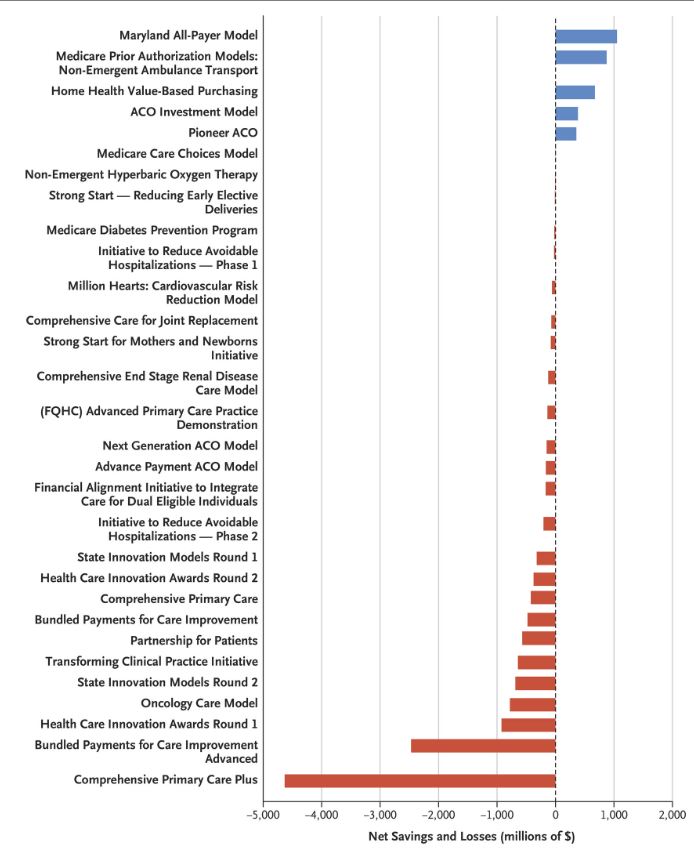 Maryland All-Payer Model
Medicare Prior Authorization Models:
Non-Emergent Ambulance Transport
Home Health Value-Based Purchasing
ACO Investment Model
Pioneer ACO
Medicare Care Choices Model
Non-Emergent Hyperbaric Oxygen Therapy
Strong Start — Reducing Early Elective
Deliveries
Medicare Diabetes Prevention Program
Initiative to Reduce Avoidable
Hospitalizations — Phase 1
Million Hearts: Cardiovascular Risk
Reduction Model
Comprehensive Care for Joint Replacement
Strong Start for Mothers and Newborns
Initiative
Comprehensive End Stage Renal Disease
Care Model
(FQHC) Advanced Primary Care Practice
Demonstration
Next Generation ACO Model
Advance Payment ACO Model
Financial Alignment Initiative to Integrate
Care for Dual Eligible Individuals
Initiative to Reduce Avoidable
Hospitalizations — Phase 2
State Innovation Models Round 1
Health Care Innovation Awards Round 2
Comprehensive Primary Care
Bundled Payments for Care Improvement
Partnership for Patients
Transforming Clinical Practice Initiative
State Innovation Models Round 2
Oncology Care Model
Health Care Innovation Awards Round 1
Bundled Payments for Care Improvement
Advanced
Comprehensive Primary Care Plus
−5,000 −4,000 −3,000 −2,000 −1,000 0 1,000 2,000
Net Savings and Losses (millions of $)